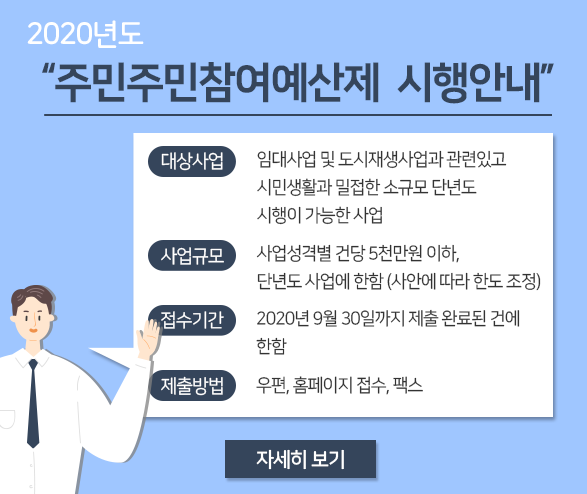 2020년도
“주민주민참여예산제 시행안내”
대상사업 임대사업 및 도시재생사업과 관련있고
시민생활과 밀접한 소규모 단년도
시행이 가능한 사업
사업규모 사업성격별 건당 5천만원 이하,
단년도 사업에 한함 (사안에 따라 한도 조정)
접수기간 2020년 9월 30일까지 제출 완료된 건에
한함
제출방법 우편, 홈페이지 접수, 팩스
자세히 보기